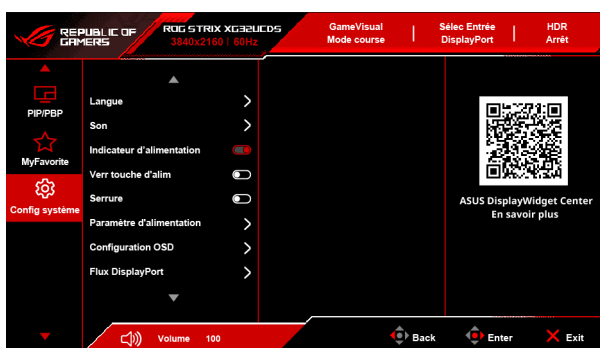 REPUBLIC OF
GAMERS
ROG STRIX XG32UCDS
3840x2160 | 60Hz
GameVisual
Mode course
Sélec Entrée
DisplayPort
HDR
Arrêt
PIP/PBP
MyFavorite
Config système
Langue
Son
Indicateur d'alimentation
Verr touche d'alim
Serrure
Paramètre d'alimentation
Configuration OSD
Flux DisplayPort
ASUS DisplayWidget Center
En savoir plus
Volume 100
Back
Enter
Exit